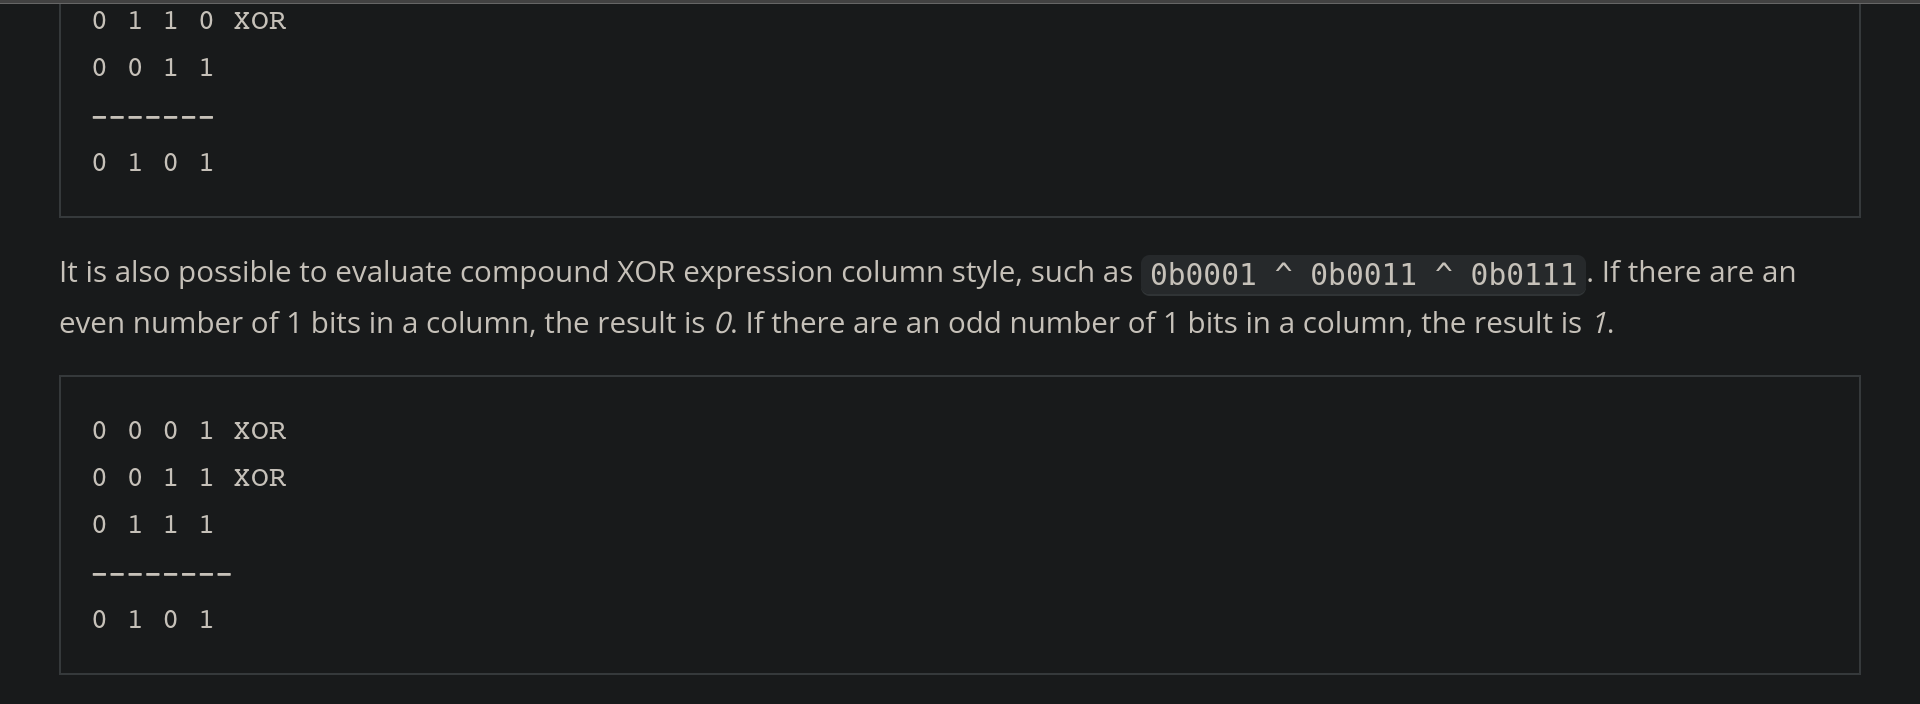 0 1 1 0 XOR
0 0 1 1
-------
0 1 0 1
It is also possible to evaluate compound XOR expression column style, such as 0b0001 ^ 0b0011 ^ 0b0111. If there are an
even number of 1 bits in a column, the result is 0. If there are an odd number of 1 bits in a column, the result is 1.
0 0 0 1 XOR
0 0 1 1 XOR
0 1 1 1
--------
0 1 0 1